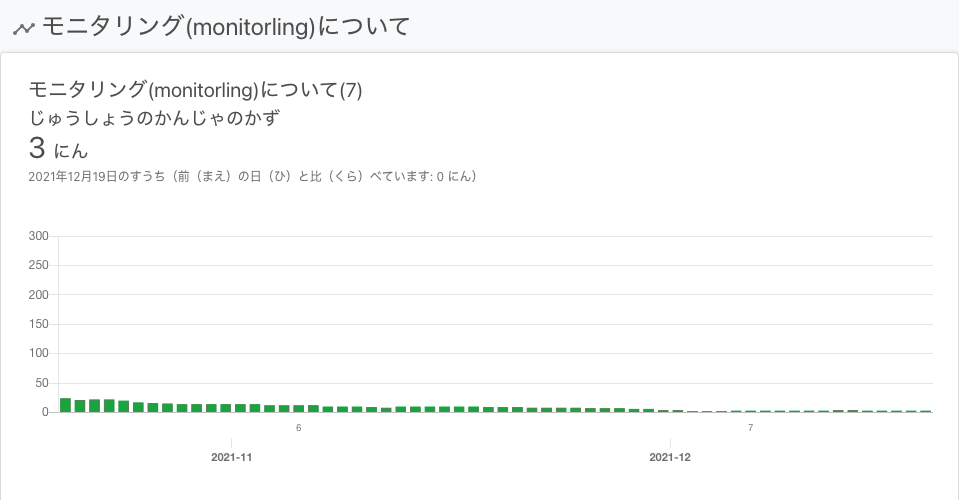 モニタリング(monitorling)について
モニタリング(monitorling)について(7)
じゅうしょうのかんじゃのかず
3 にん
2021年12月19日のすうち（前（まえ）の日（ひ）と比（くら）べています: 0 にん）
300
250
200
150
100
50
0
6 7
2021-11 2021-12